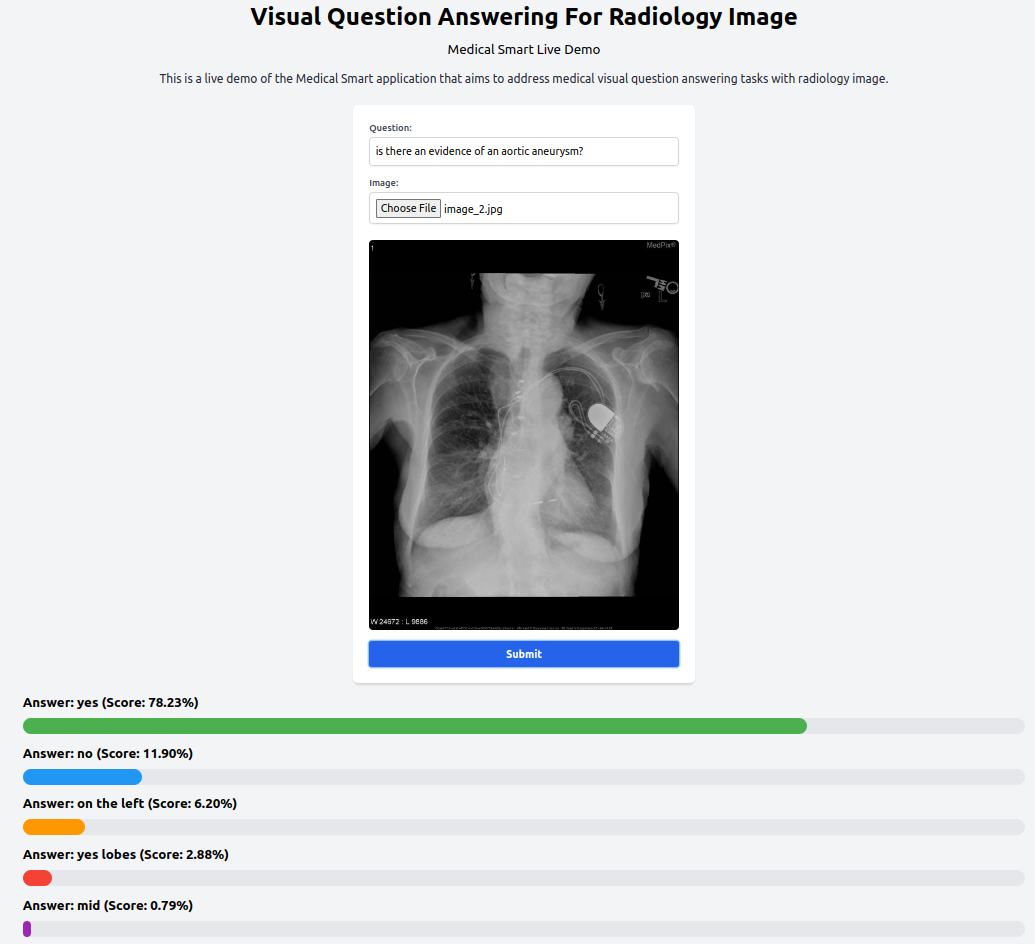 Visual Question Answering For Radiology Image
Medical Smart Live Demo
This is a live demo of the Medical Smart application that aims to address medical visual question answering tasks with radiology image.
Question:
is there an evidence of an aortic aneurysm?
Image:
Choose File image_2.jpg
1
MedPix®
L
W 24672 : L 9886
Submit
Answer: yes (Score: 78.23%)
Answer: no (Score: 11.90%)
Answer: on the left (Score: 6.20%)
Answer: yes lobes (Score: 2.88%)
Answer: mid (Score: 0.79%)